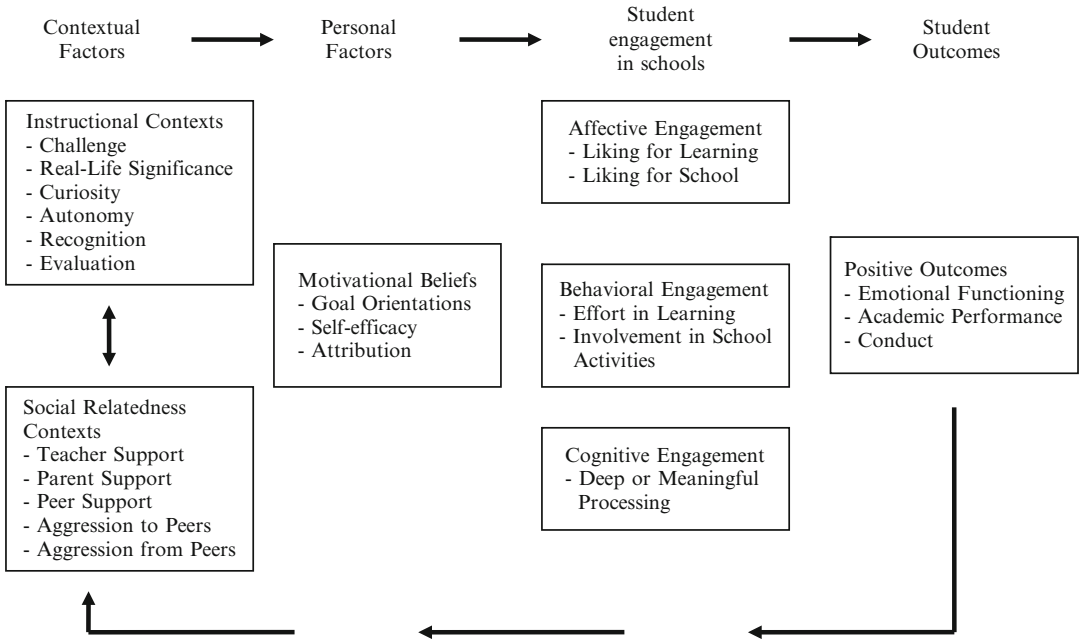 Contextual
Factors
Personal
Factors
Student
engagement
in schools
Student
Outcomes
Instructional Contexts
- Challenge
- Real-Life Significance
- Curiosity
- Autonomy
- Recognition
- Evaluation
Social Relatedness
Contexts
- Teacher Support
- Parent Support
- Peer Support
- Aggression to Peers
- Aggression from Peers
Motivational Beliefs
- Goal Orientations
- Self-efficacy
- Attribution
Affective Engagement
- Liking for Learning
- Liking for School
Behavioral Engagement
- Effort in Learning
- Involvement in School
Activities
Cognitive Engagement
- Deep or Meaningful
Processing
Positive Outcomes
- Emotional Functioning
- Academic Performance
- Conduct